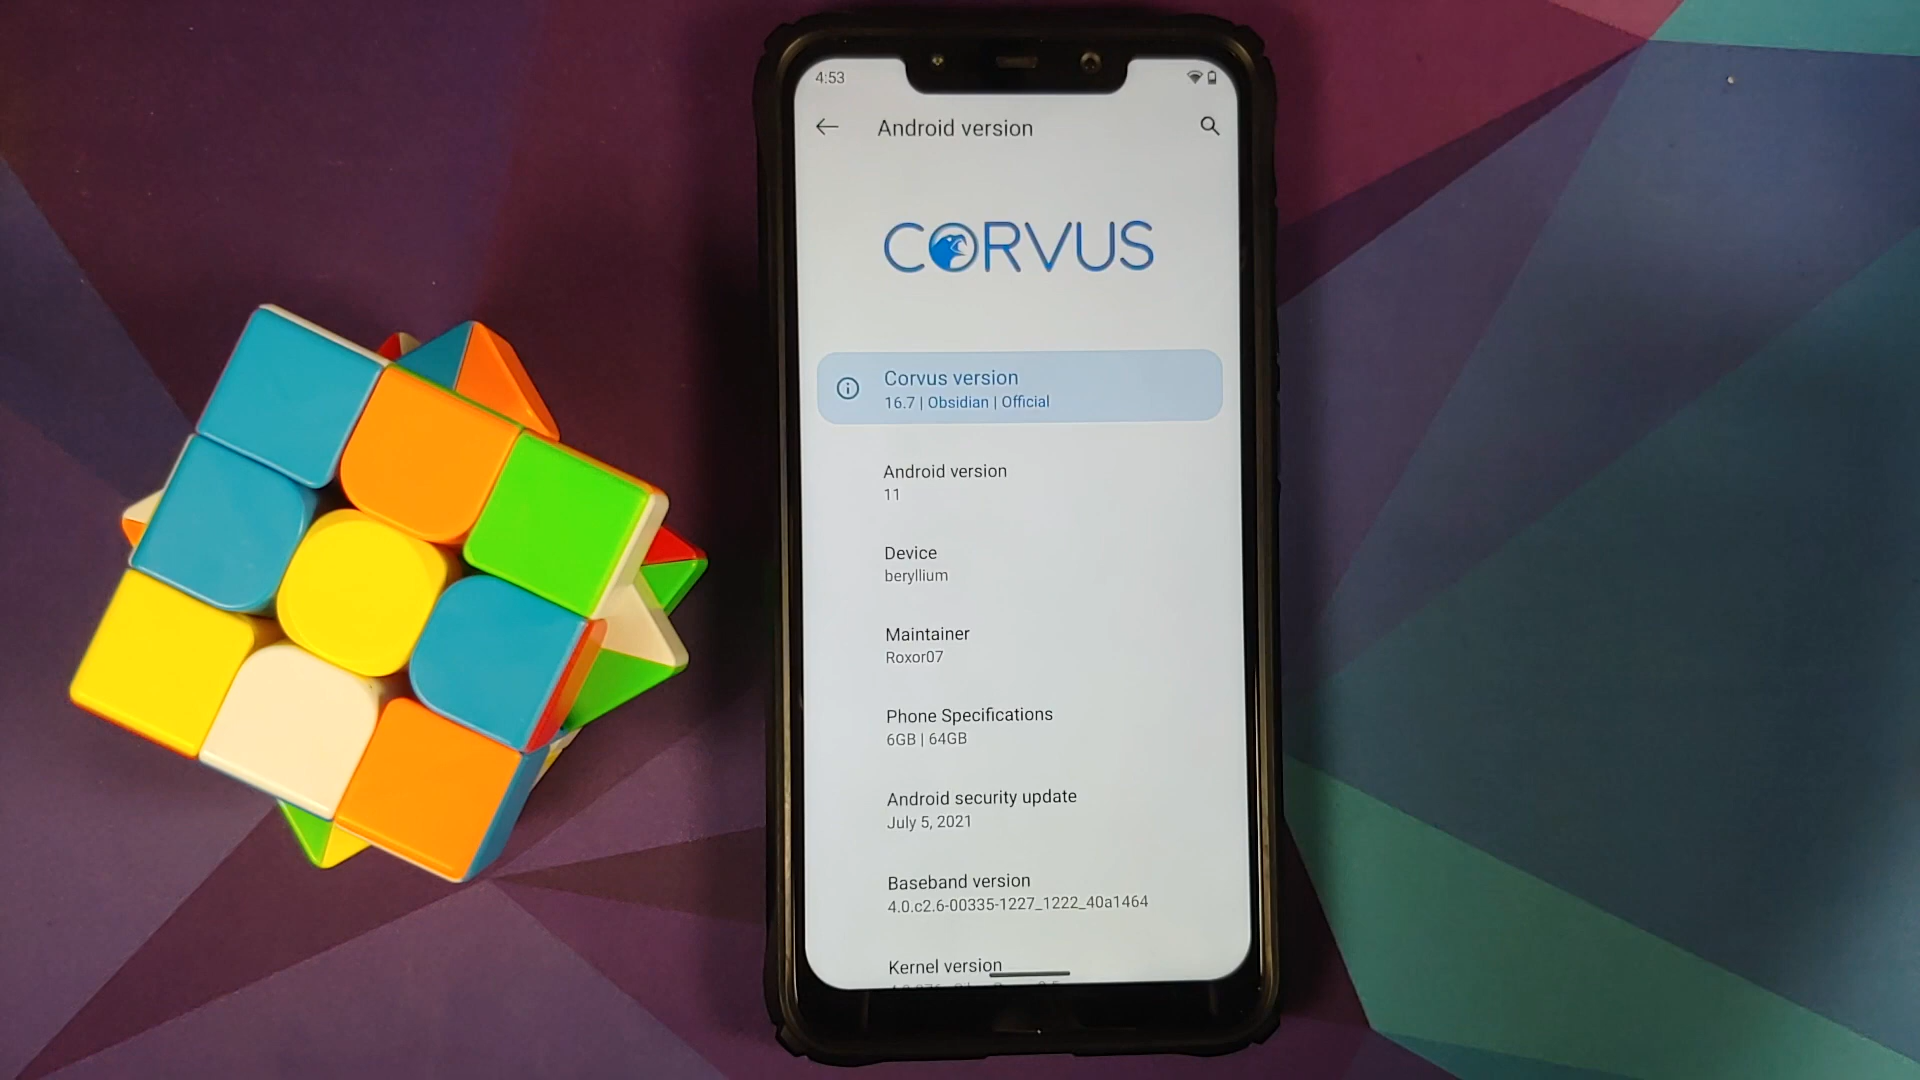 4:53
Android version
CORVUS
Corvus version
16.7 | Obsidian | Official
Android version
11
Device
beryllium
Maintainer
Roxor07
Phone Specifications
6GB | 64GB
Android security update
July 5, 2021
Baseband version
4.0.c2.6-00335-1227_1222_40a1464
Kernel version